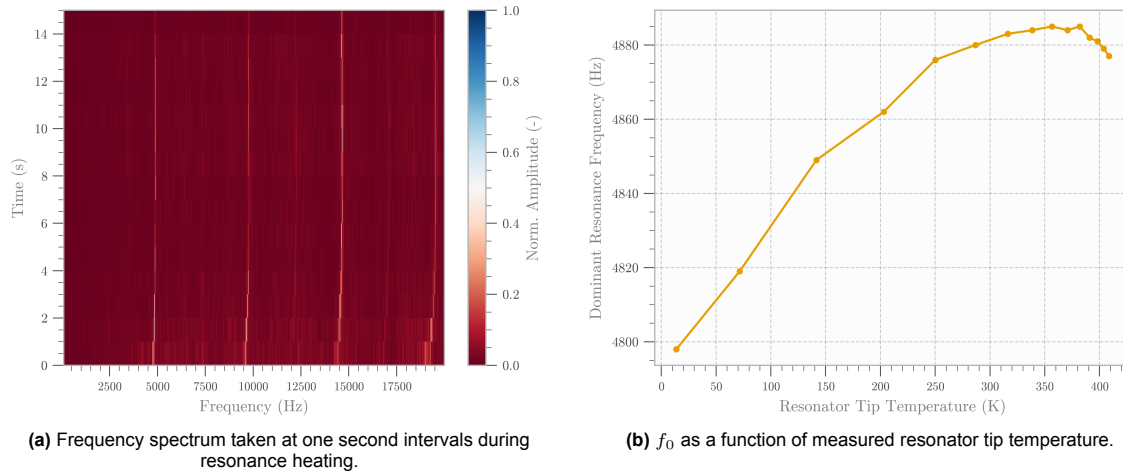 14
12
10
8
6
4
2
0
Time (s)
2500 5000 7500 10000 12500 15000 17500
Frequency (Hz)
1.0
0.8
0.6
0.4
0.2
0.0
Norm. Amplitude (-)
(a) Frequency spectrum taken at one second intervals during
resonance heating.
4880
4860
4840
4820
4800
Dominant Resonance Frequency (Hz)
0 50 100 150 200 250 300 350 400
Resonator Tip Temperature (K)
(b) f0 as a function of measured resonator tip temperature.